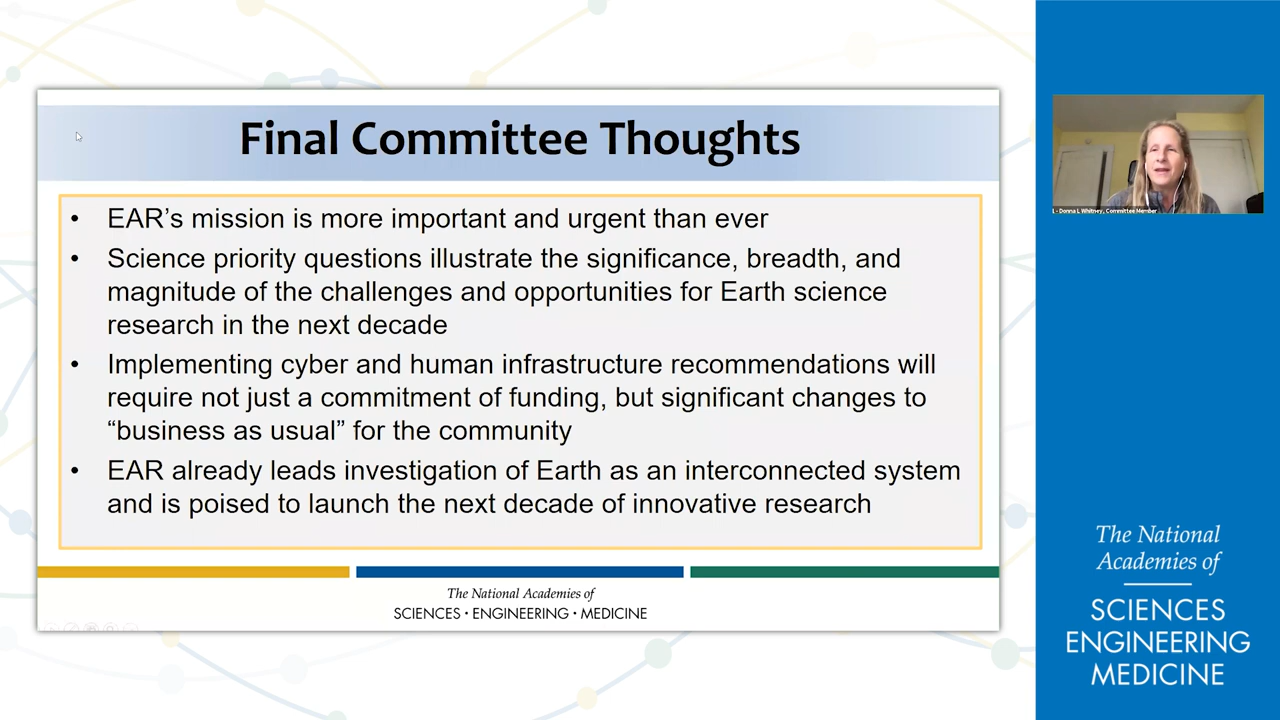 Final Committee Thoughts
• EAR’s mission is more important and urgent than ever
• Science priority questions illustrate the significance, breadth, and
magnitude of the challenges and opportunities for Earth science
research in the next decade
• Implementing cyber and human infrastructure recommendations will
require not just a commitment of funding, but significant changes to
“business as usual” for the community
• EAR already leads investigation of Earth as an interconnected system
and is poised to launch the next decade of innovative research
The National Academies of
SCIENCES • ENGINEERING • MEDICINE
Donna L Whitney, Committee Member
The National
Academies of
SCIENCES
ENGINEERING
MEDICINE